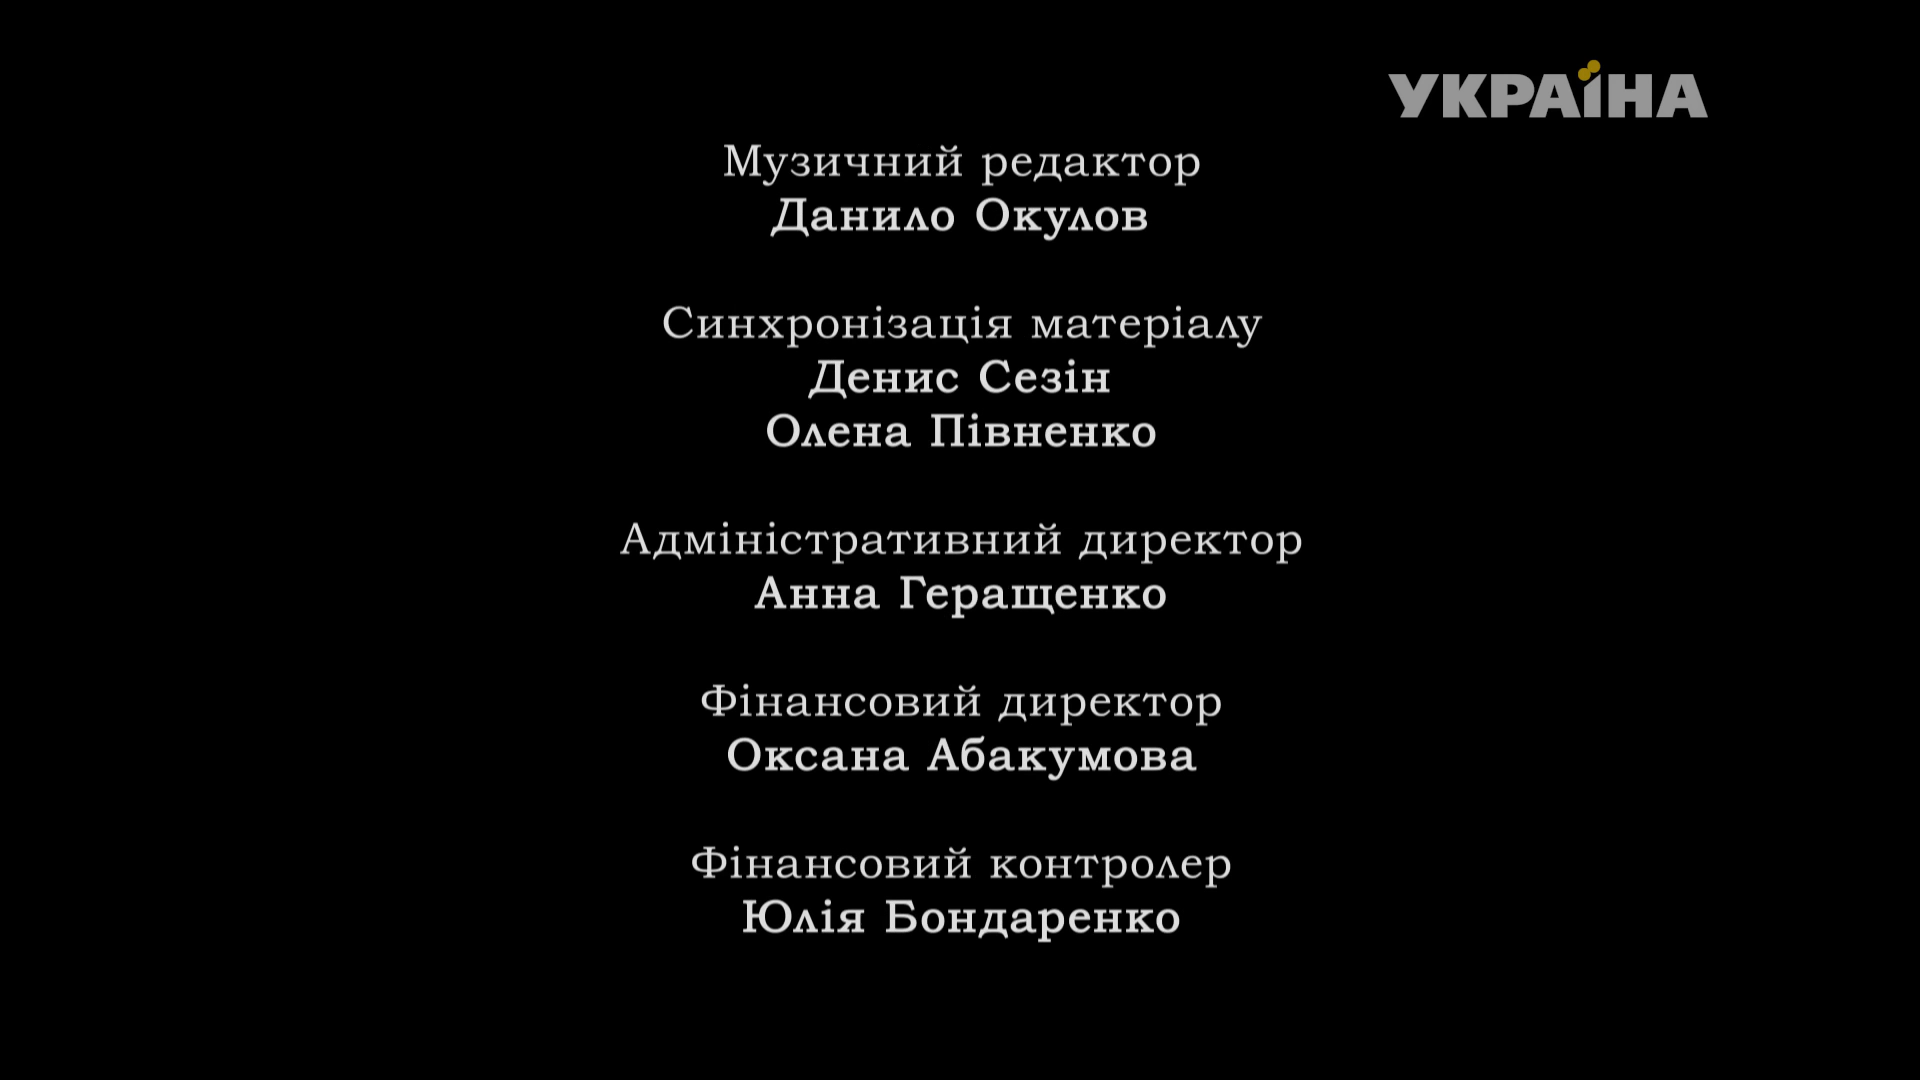 УКРАЇНА
Музичний редактор
Данило Окулов
Синхронізація матеріалу
Денис Сезін
Олена Півненко
Адміністративний директор
Анна Геращенко
Фінансовий директор
Оксана Абакумова
Фінансовий контролер
Юлія Бондаренко